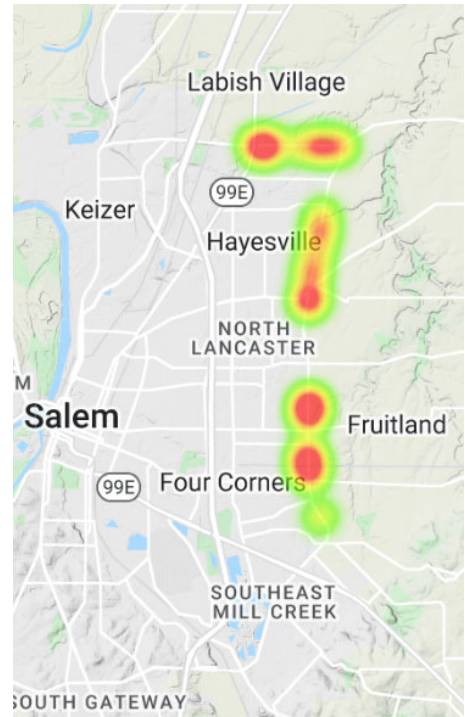 Labish Village
99E
Keizer
Hayesville
NORTH
LANCASTER
M
Salem
Fruitland
Four Corners
99E
SOUTHEAST
MILL CREEK
SOUTH GATEWAY